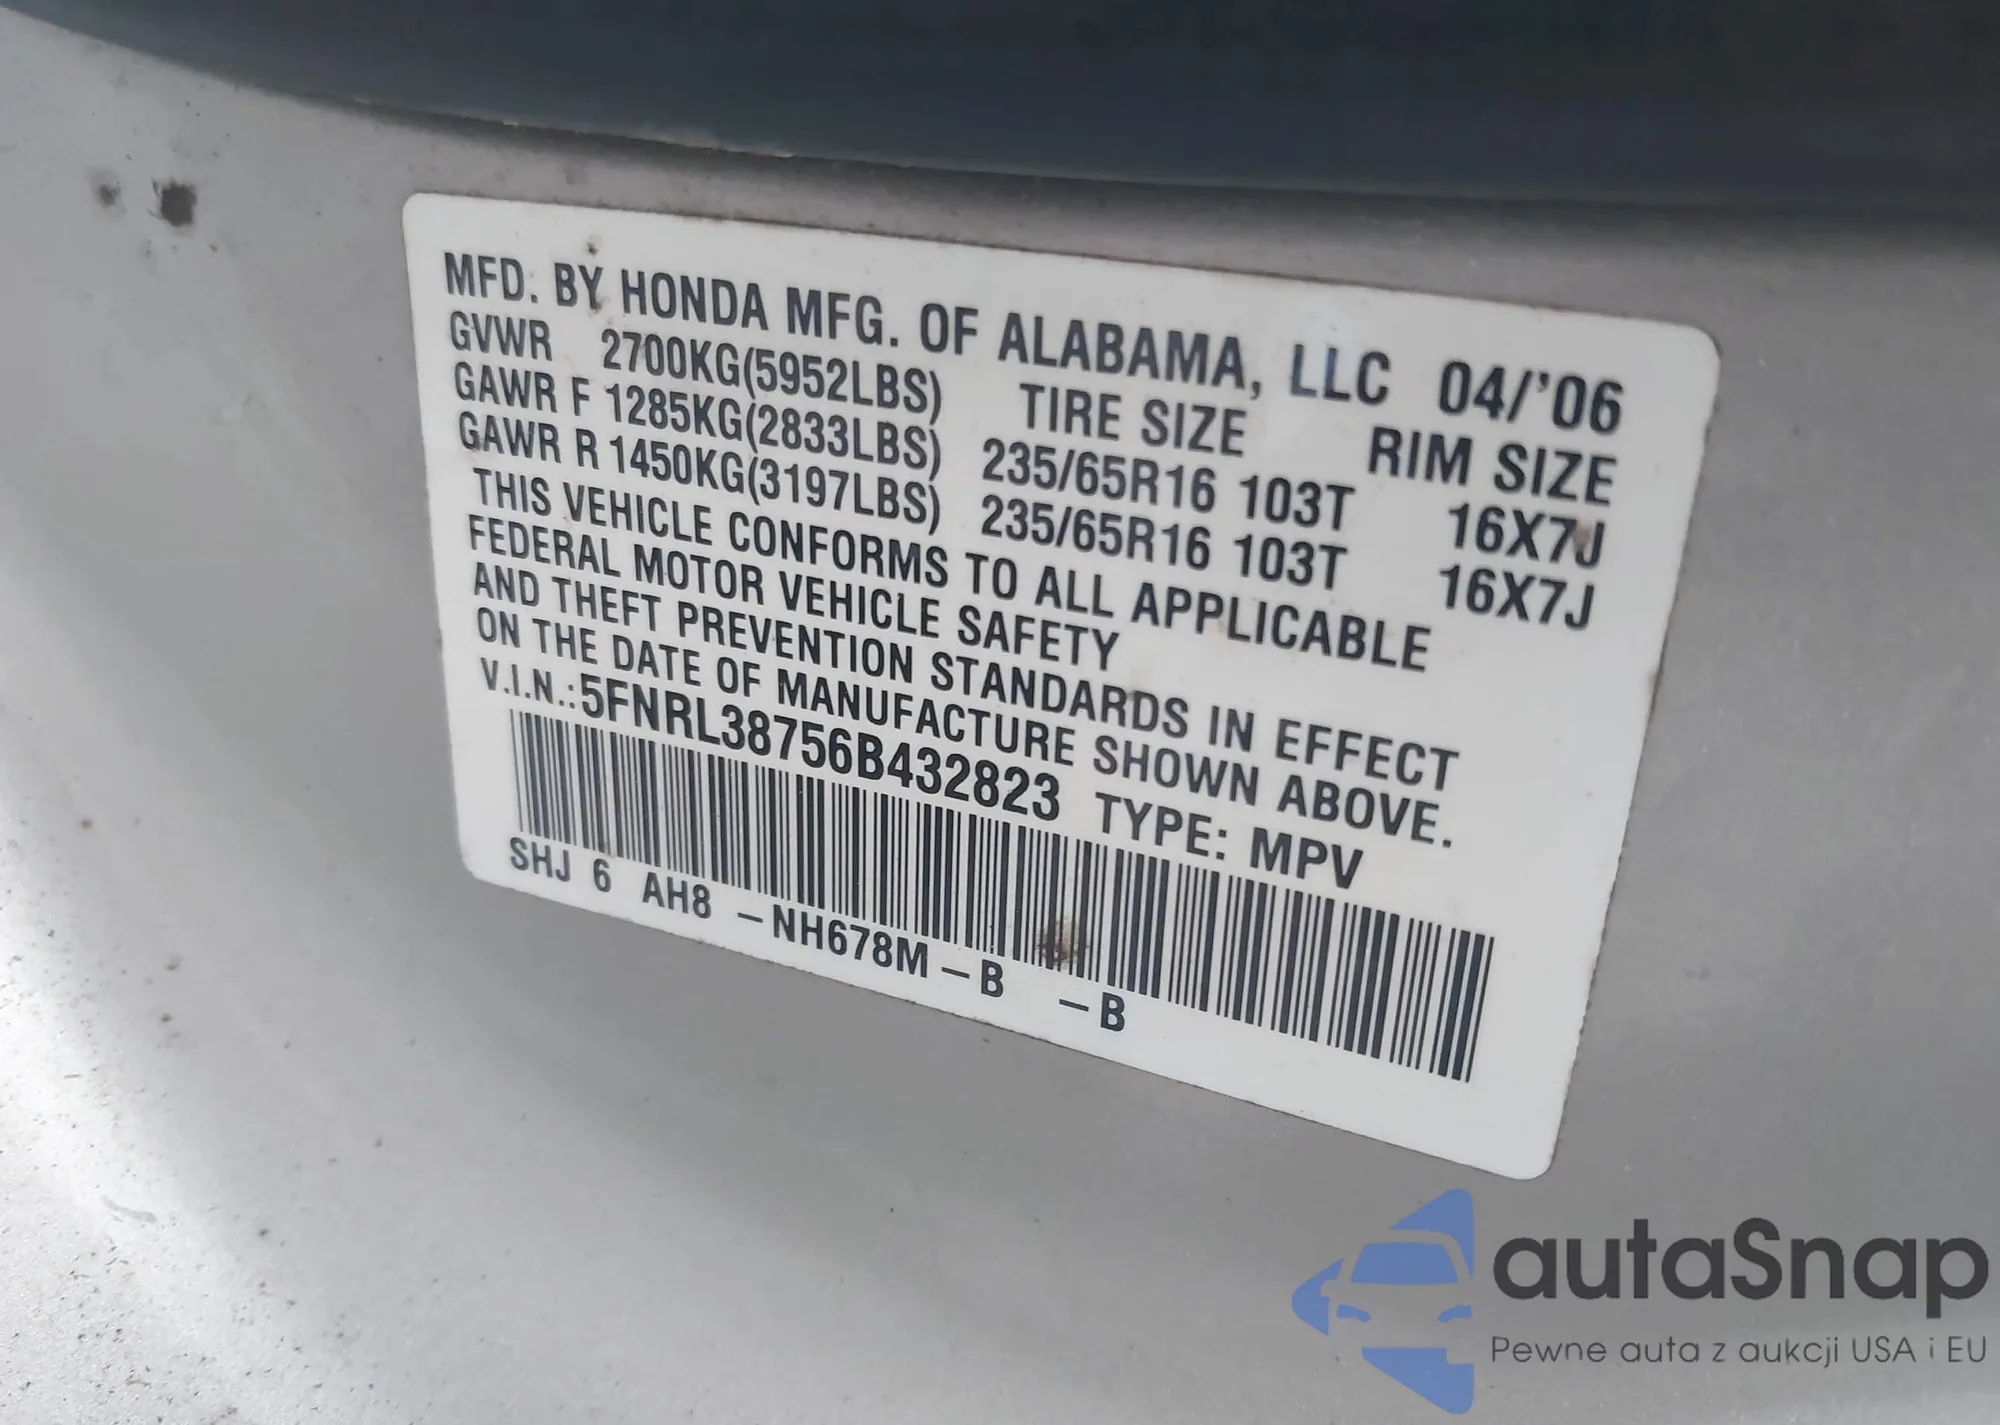 MFD. BY HONDA MFG. OF ALABAMA, LLC 04/'06
GVWR 2700KG(5952LBS) TIRE SIZE RIM SIZE
GAWR F 1285KG(2833LBS) 235/65R16 103T 16X7J
GAWR R 1450KG(3197LBS) 235/65R16 103T 16X7J
THIS VEHICLE CONFORMS TO ALL APPLICABLE
FEDERAL MOTOR VEHICLE SAFETY
AND THEFT PREVENTION STANDARDS IN EFFECT
ON THE DATE OF MANUFACTURE SHOWN ABOVE.
V.I.N.:5FNRL38756B432823 TYPE: MPV
SHJ 6 AH8 -NH678M-B -B
autaSnap
Pewne auta z aukcji USA i EU